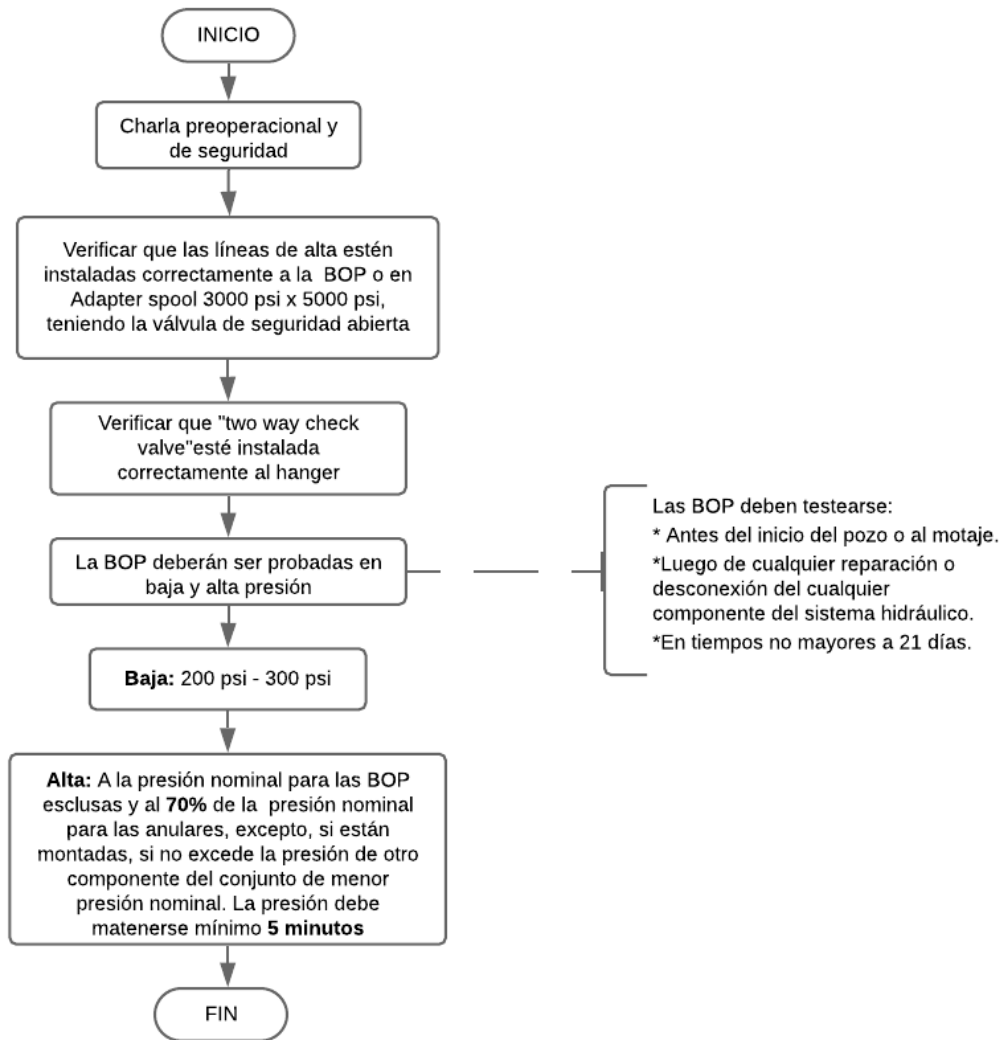 INICIO
Charla preoperacional y
de seguridad
Verificar que las líneas de alta estén
instaladas correctamente a la BOP o en
Adapter spool 3000 psi x 5000 psi,
teniendo la válvula de seguridad abierta
Verificar que "two way check
valve"esté instalada
correctamente al hanger
La BOP deberán ser probadas en
baja y alta presión
Las BOP deben testearse:
* Antes del inicio del pozo o al motaje.
*Luego de cualquier reparación o
desconexión del cualquier
componente del sistema hidráulico.
*En tiempos no mayores a 21 días.
Baja: 200 psi - 300 psi
Alta: A la presión nominal para las BOP
esclusas y al 70% de la presión nominal
para las anulares, excepto, si están
montadas, si no excede la presión de otro
componente del conjunto de menor
presión nominal. La presión debe
matenerse mínimo 5 minutos
FIN